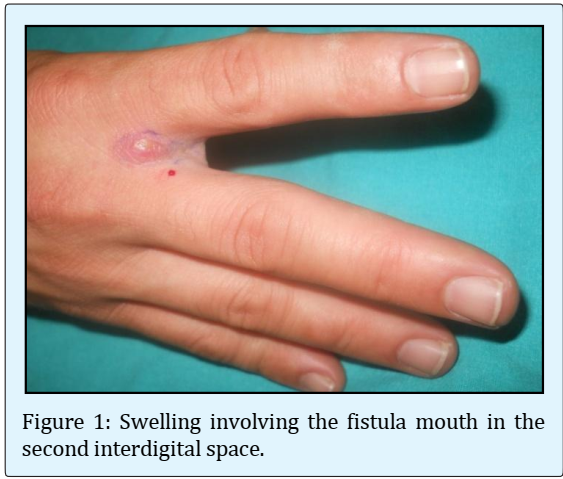 Figure 1: Swelling involving the fistula mouth in the
second interdigital space.